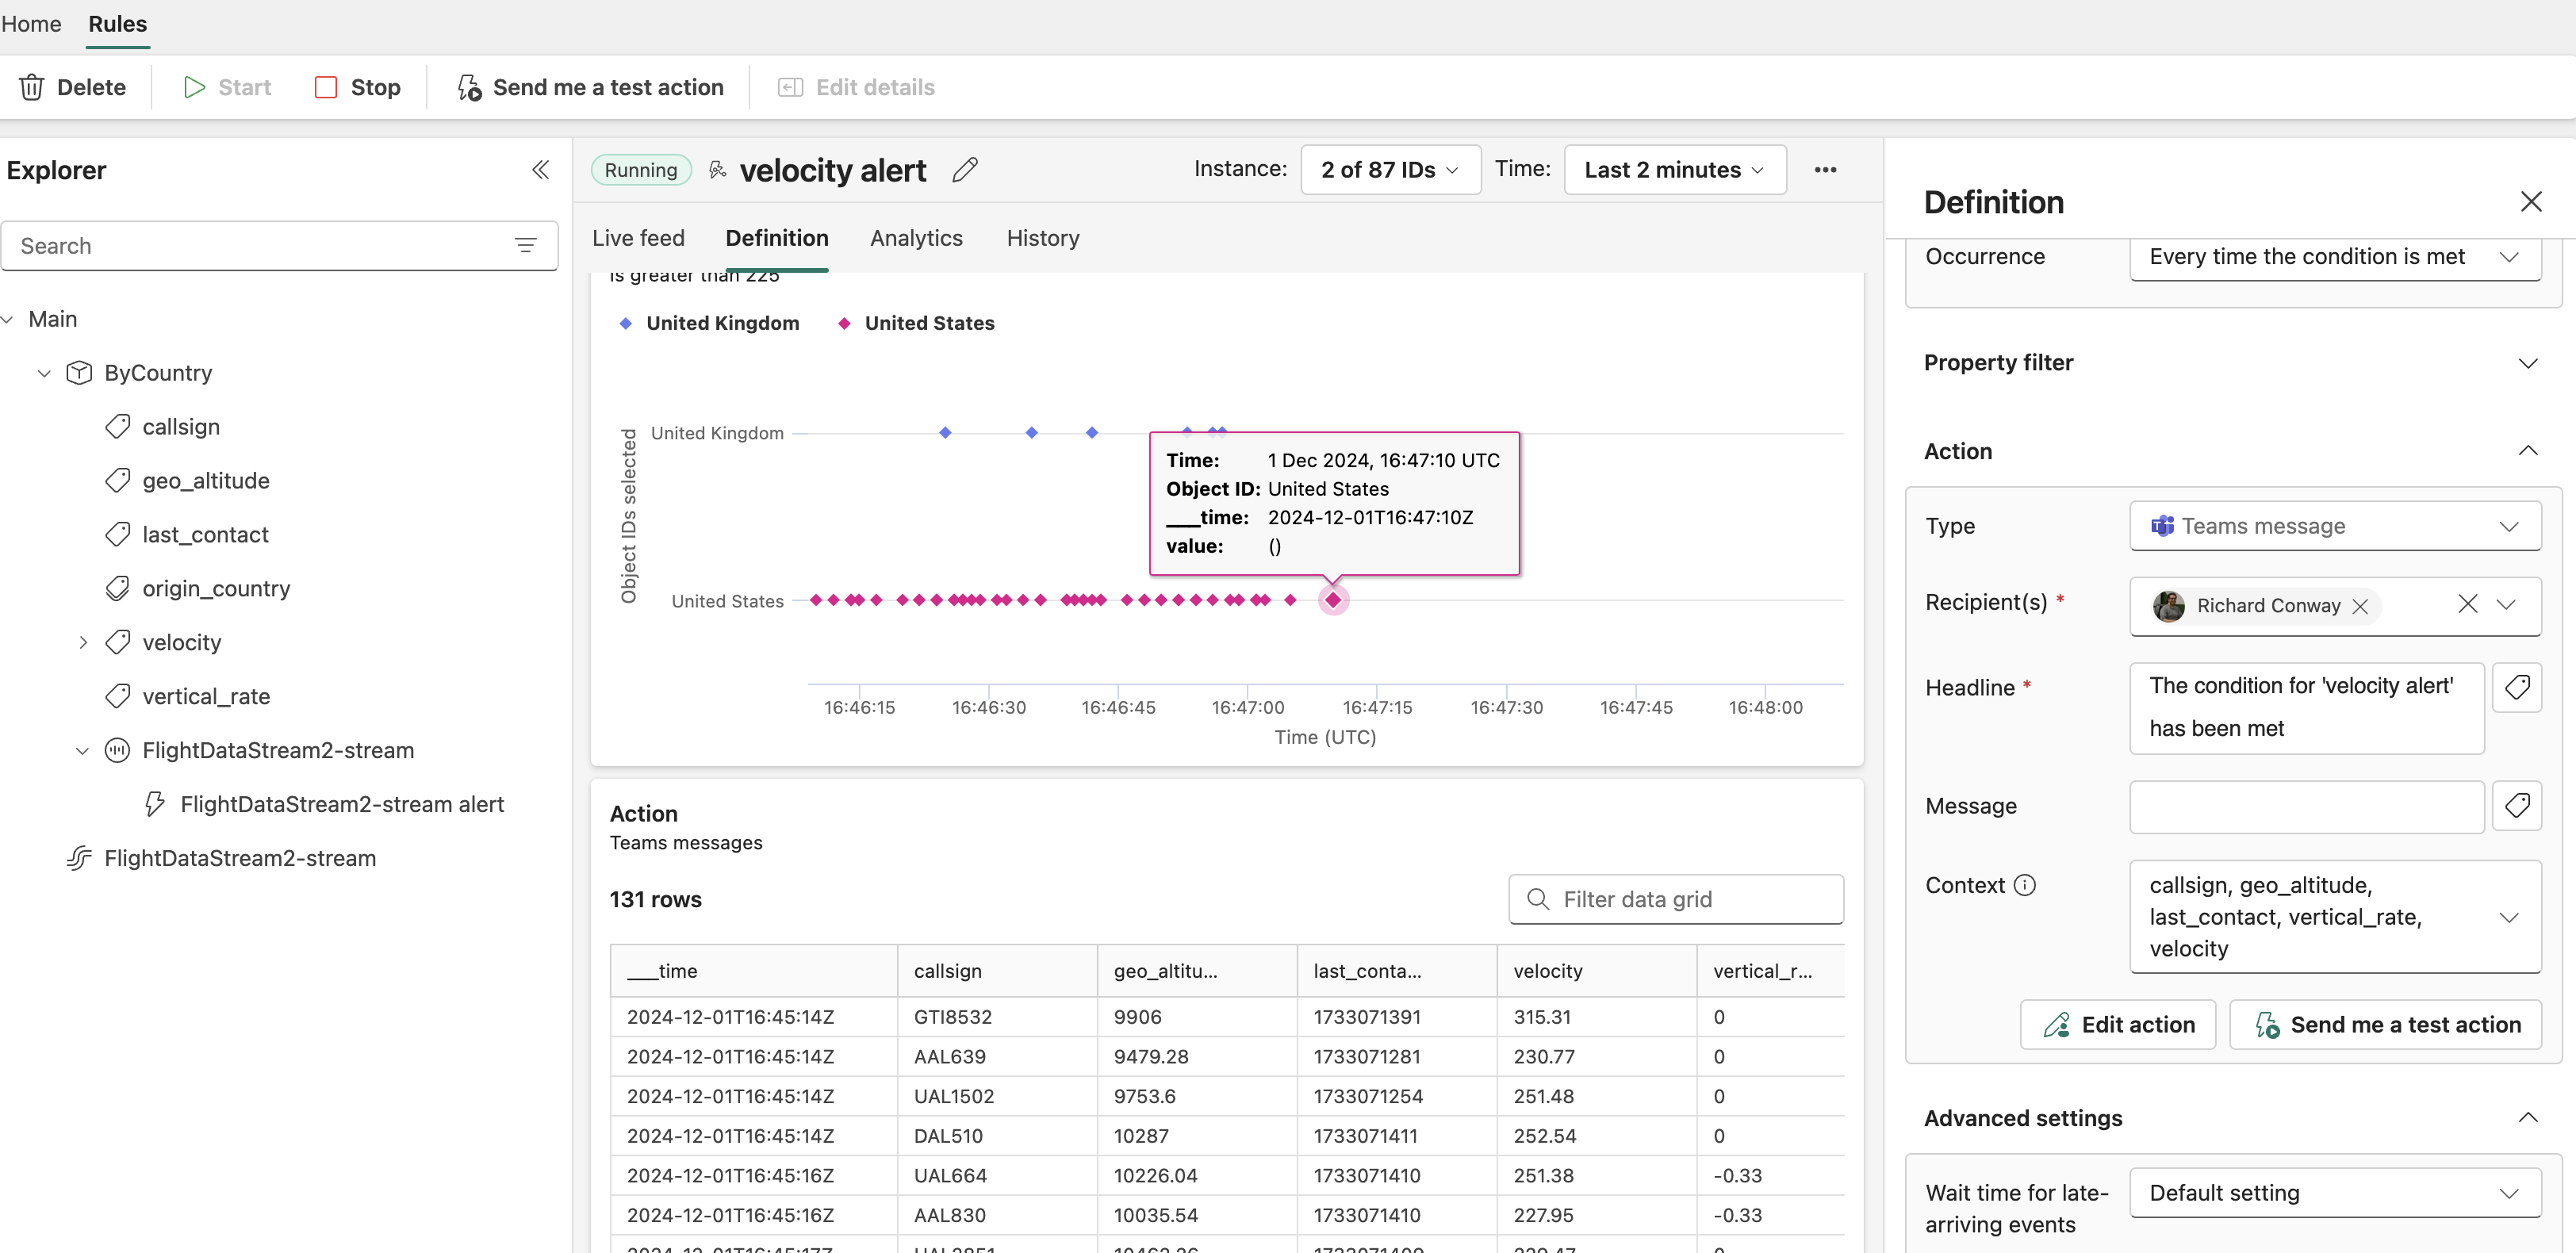 Home Rules
Delete Start Stop Send me a test action Edit details
Explorer
Search
Main
ByCountry
callsign
geo_altitude
last_contact
origin_country
velocity
vertical_rate
FlightDataStream2-stream
FlightDataStream2-stream alert
FlightDataStream2-stream
Running velocity alert Instance: 2 of 87 IDs Time: Last 2 minutes
Live feed Definition Analytics History
is greater than 225
United Kingdom United States
Object IDs selected
United Kingdom
Time: 1 Dec 2024, 16:47:10 UTC
Object ID: United States
___time: 2024-12-01T16:47:10Z
value: ()
United States
16:46:15 16:46:30 16:46:45 16:47:00 16:47:15 16:47:30 16:47:45 16:48:00
Time (UTC)
Action
Teams messages
131 rows Filter data grid
___time callsign geo_altitu... last_conta... velocity vertical_r...
2024-12-01T16:45:14Z GTI8532 9906 1733071391 315.31 0
2024-12-01T16:45:14Z AAL639 9479.28 1733071281 230.77 0
2024-12-01T16:45:14Z UAL1502 9753.6 1733071254 251.48 0
2024-12-01T16:45:14Z DAL510 10287 1733071411 252.54 0
2024-12-01T16:45:16Z UAL664 10226.04 1733071410 251.38 -0.33
2024-12-01T16:45:16Z AAL830 10035.54 1733071410 227.95 -0.33
Definition
Occurrence Every time the condition is met
Property filter
Action
Type Teams message
Recipient(s) * Richard Conway
Headline * The condition for 'velocity alert'
has been met
Message
Context callsign, geo_altitude,
last_contact, vertical_rate,
velocity
Edit action Send me a test action
Advanced settings
Wait time for late- Default setting
arriving events